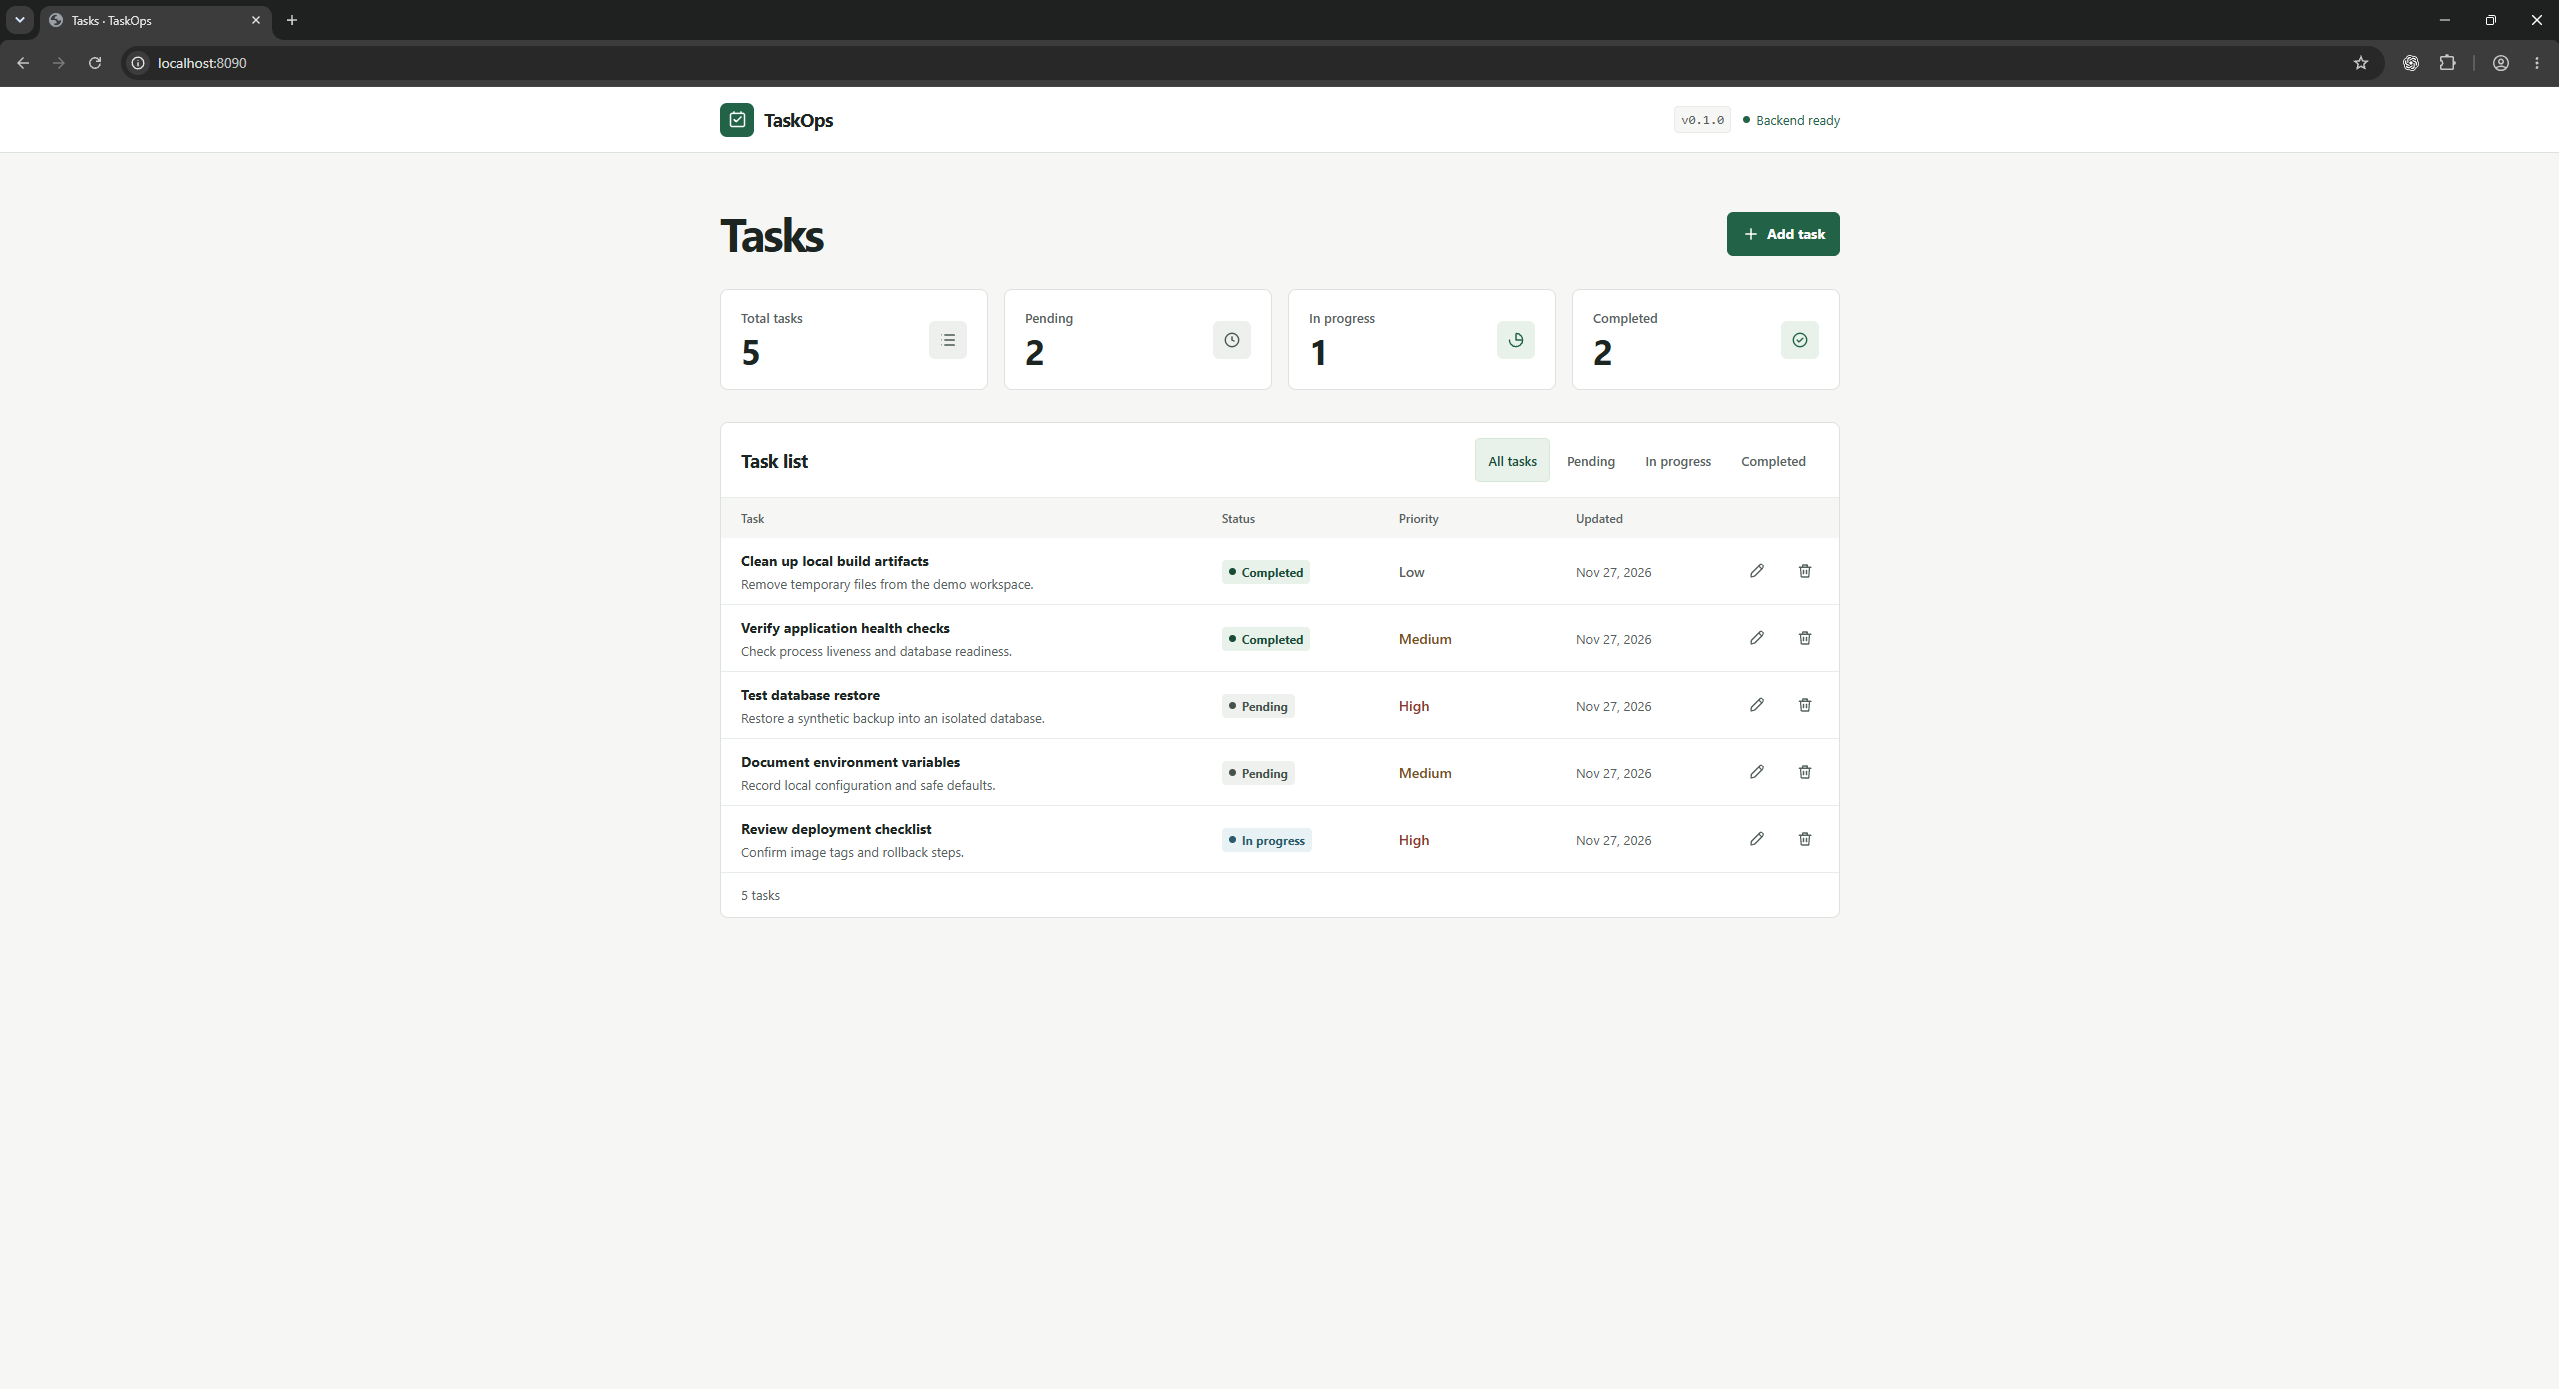 Tasks · TaskOps
localhost:8090
TaskOps
v0.1.0
Backend ready
Tasks
Add task
Total tasks
5
Pending
2
In progress
1
Completed
2
Task list
All tasks
Pending
In progress
Completed
Task
Status
Priority
Updated
Clean up local build artifacts
Remove temporary files from the demo workspace.
Completed
Low
Nov 27, 2026
Verify application health checks
Check process liveness and database readiness.
Completed
Medium
Nov 27, 2026
Test database restore
Restore a synthetic backup into an isolated database.
Pending
High
Nov 27, 2026
Document environment variables
Record local configuration and safe defaults.
Pending
Medium
Nov 27, 2026
Review deployment checklist
Confirm image tags and rollback steps.
In progress
High
Nov 27, 2026
5 tasks